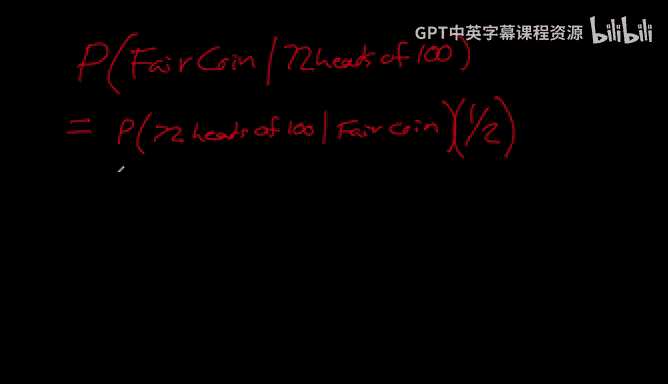 GPT中英字幕课程资源 bilibili
P(Fair Coin | 72 heads of 100)
= P(72 heads of 100 | Fair coin)(1/2)